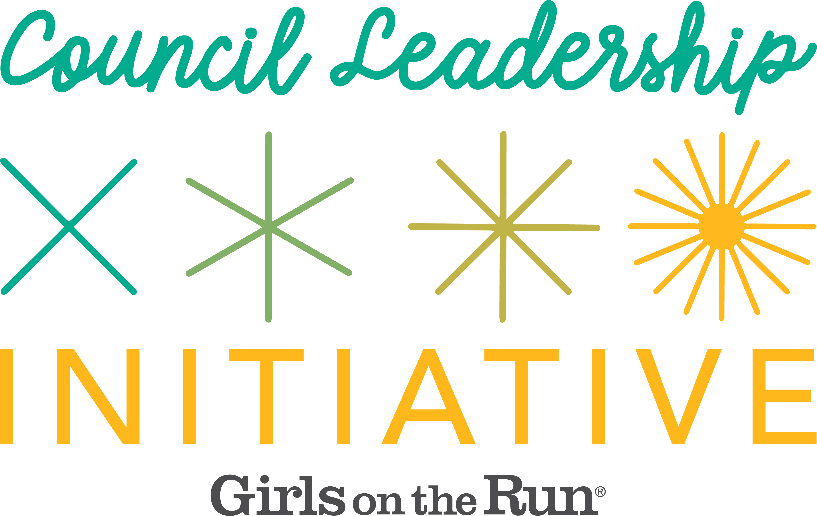 Council Leadership
INITIATIVE
Girls on the Run®